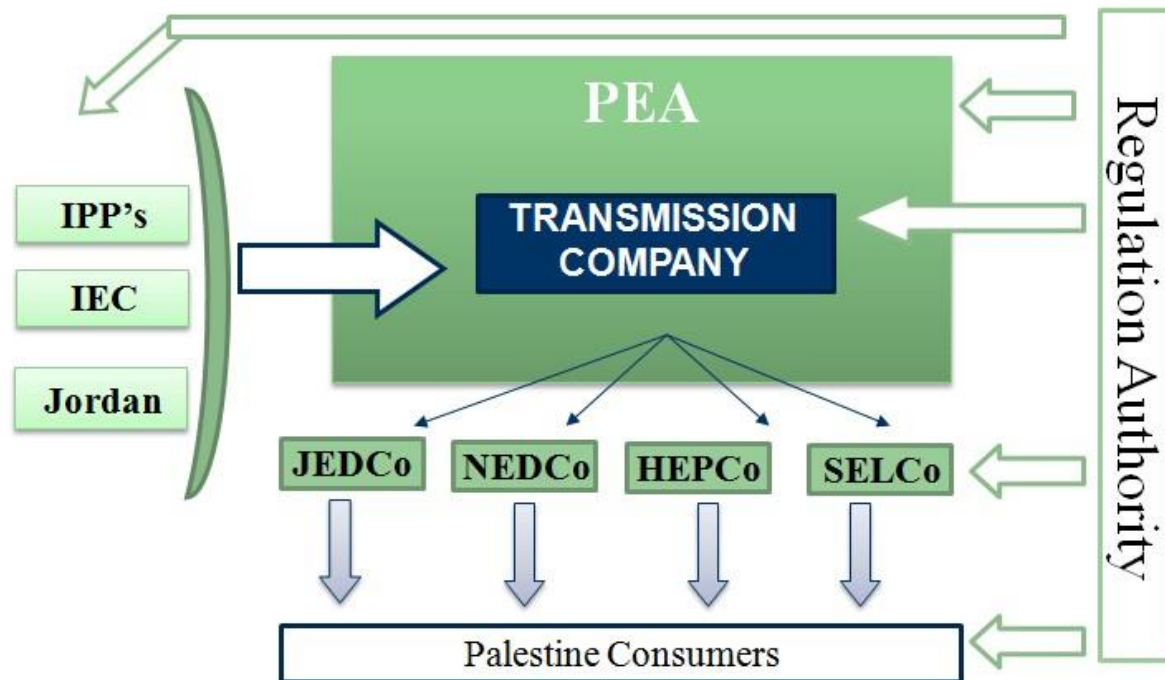 PEA
TRANSMISSION
COMPANY
IPP’s
IEC
Jordan
JEDCo
NEDCo
HEPCo
SELCo
Palestine Consumers
Regulation Authority